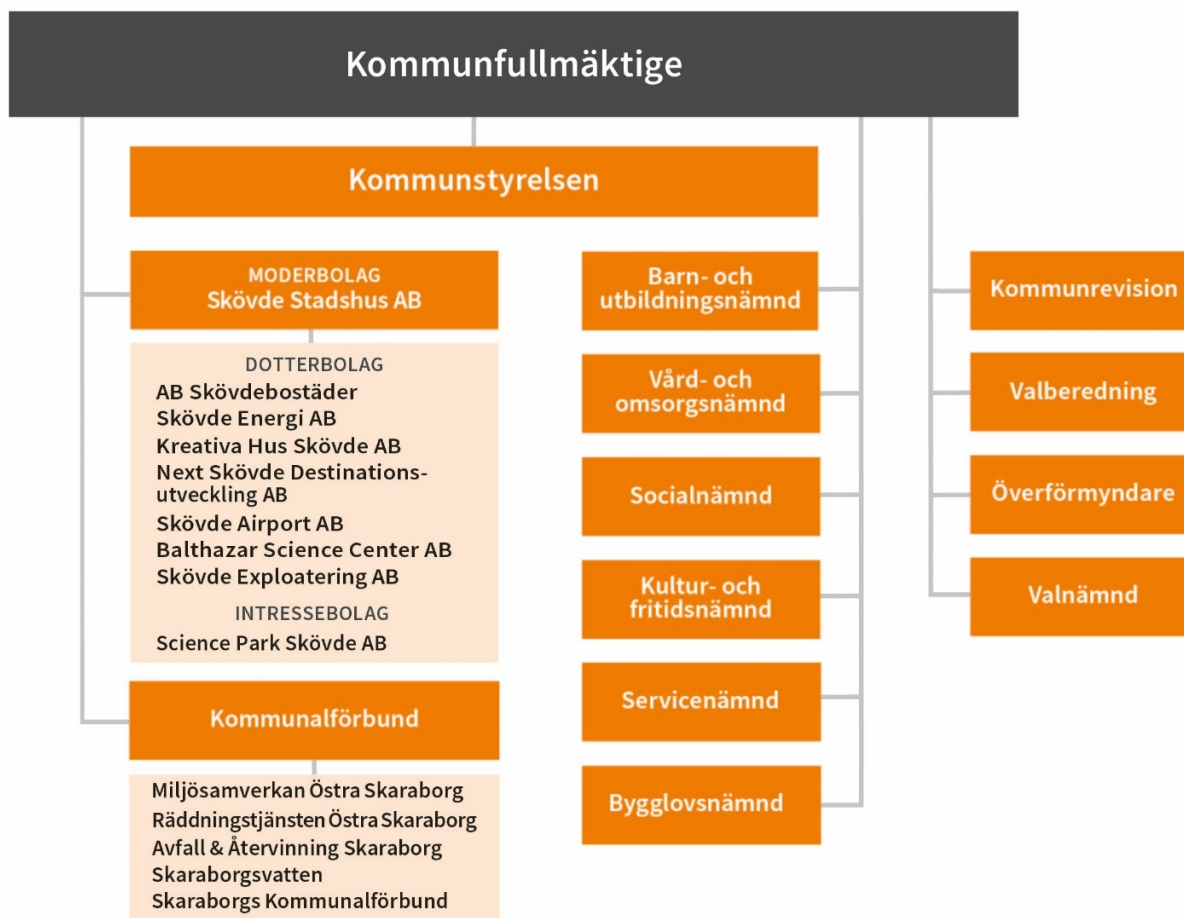 Kommunfullmäktige
Kommunstyrelsen
MODERBOLAG
Skövde Stadshus AB
DOTTERBOLAG
AB Skövdebostäder
Skövde Energi AB
Kreativa Hus Skövde AB
Next Skövde Destinations-
utveckling AB
Skövde Airport AB
Balthazar Science Center AB
Skövde Exploatering AB
INTRESSEBOLAG
Science Park Skövde AB
Kommunalförbund
Miljösamverkan Östra Skaraborg
Räddningstjänsten Östra Skaraborg
Avfall & Återvinning Skaraborg
Skaraborgsvatten
Skaraborgs Kommunalförbund
Barn- och
utbildningsnämnd
Vård- och
omsorgsnämnd
Socialnämnd
Kultur- och
fritidsnämnd
Servicenämnd
Bygglovsnämnd
Kommunrevision
Valberedning
Överförmyndare
Valnämnd